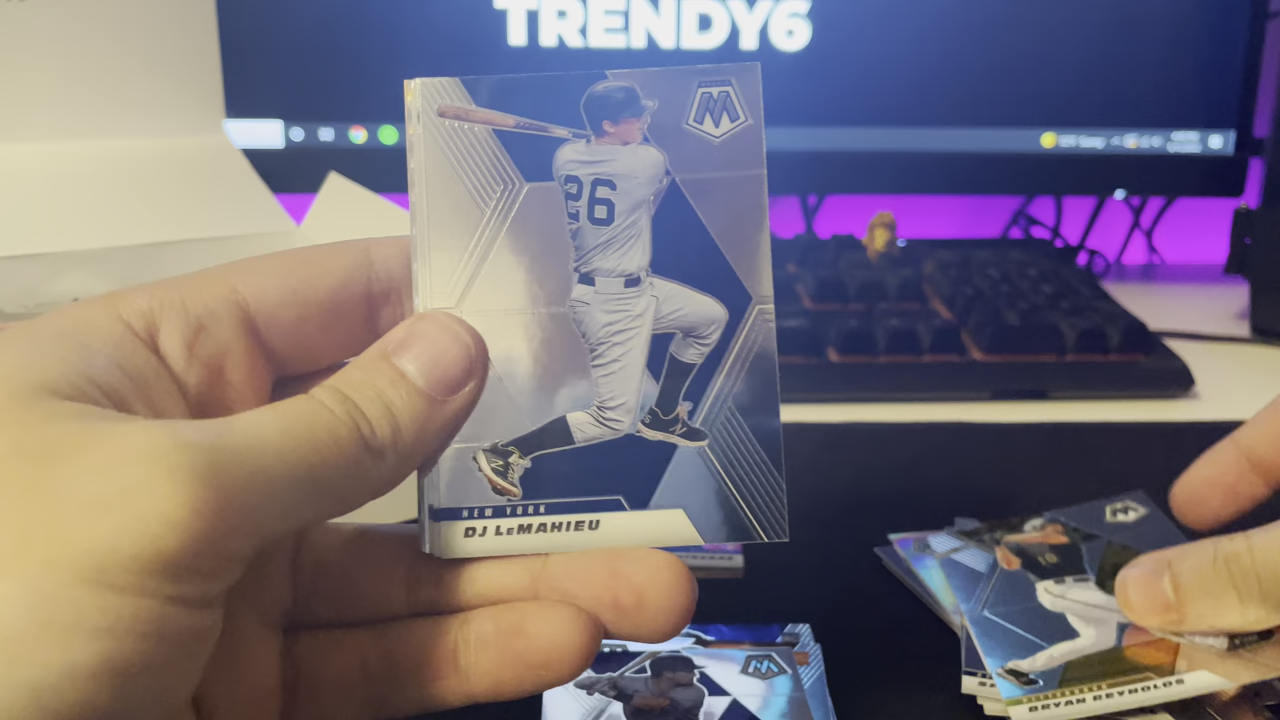 TRENDY6
M
26
NEW YORK
DJ LeMAHIEU
BRYAN REYNOLDS